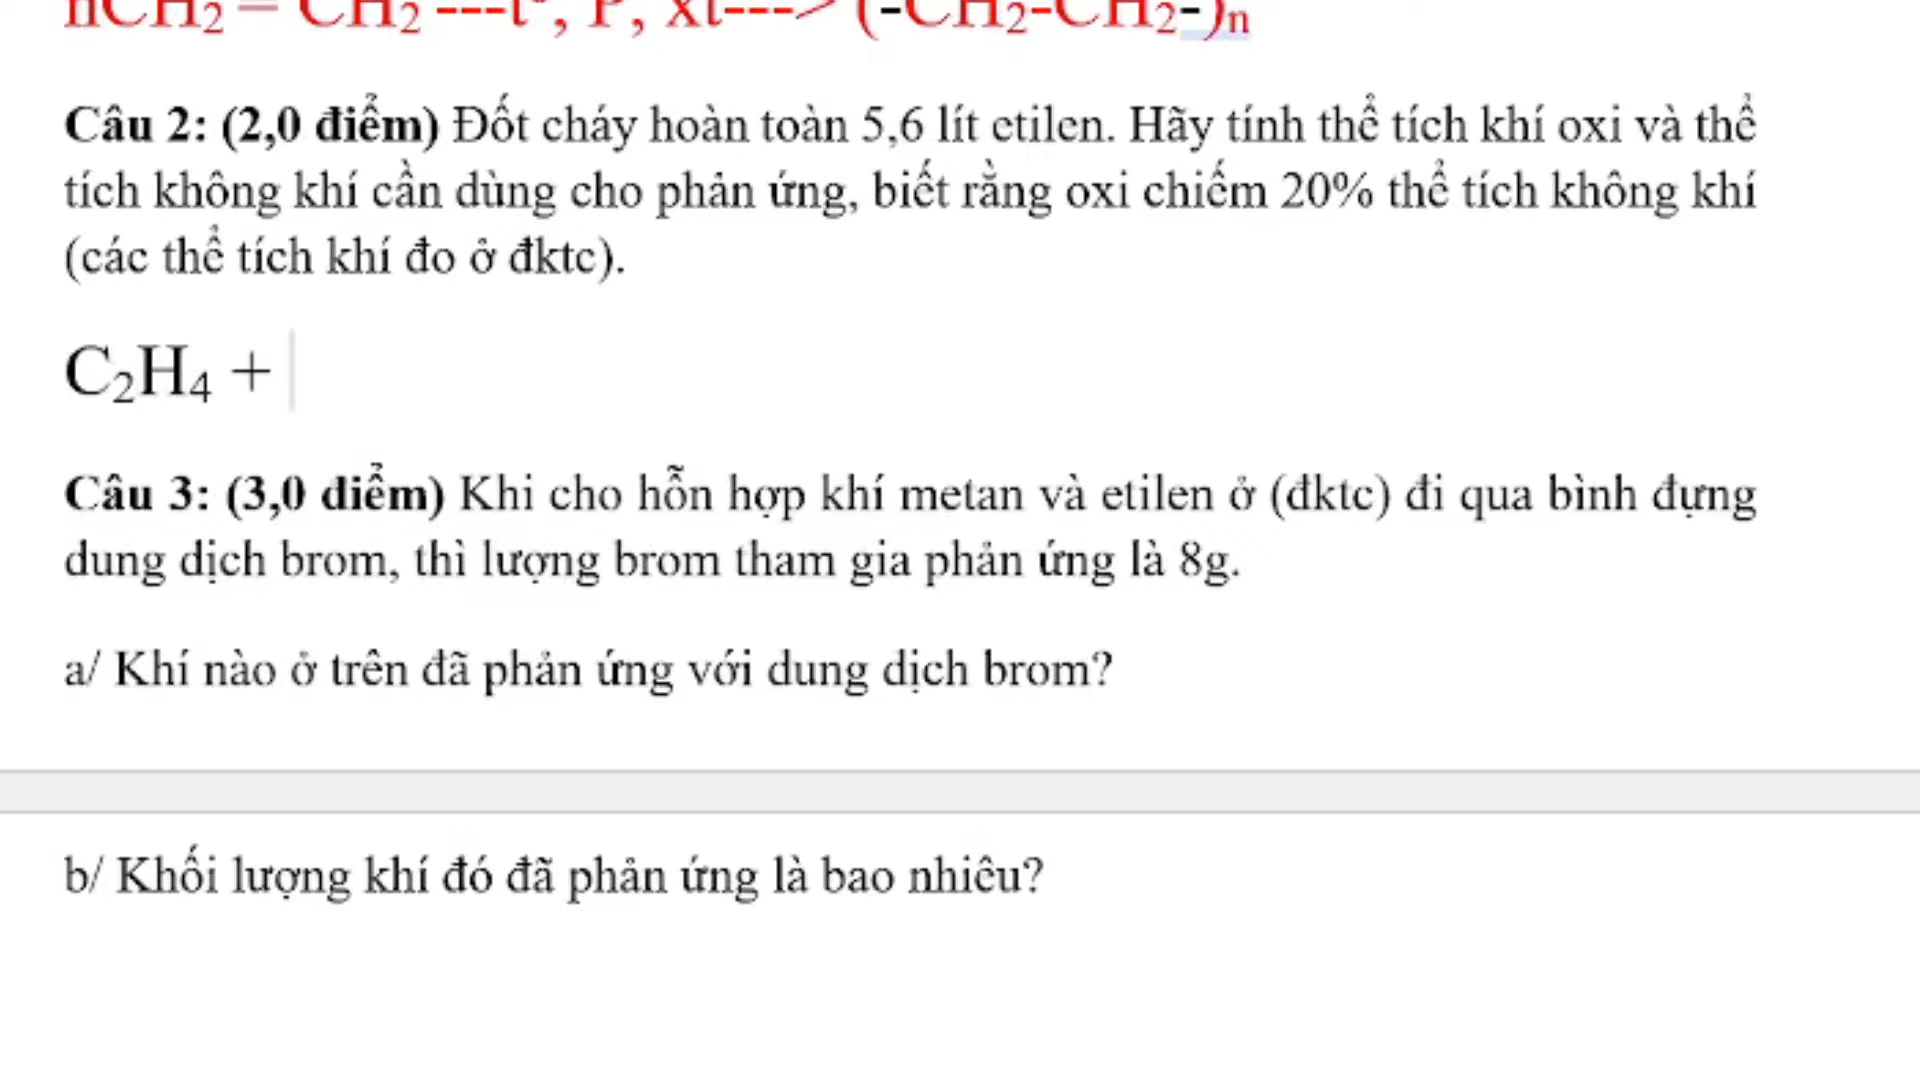 nCH₂ = CH₂ ---t°, P, xt---> (-CH₂-CH₂-)ₙ
Câu 2: (2,0 điểm) Đốt cháy hoàn toàn 5,6 lít etilen. Hãy tính thể tích khí oxi và thể
tích không khí cần dùng cho phản ứng, biết rằng oxi chiếm 20% thể tích không khí
(các thể tích khí đo ở đktc).
C₂H₄ +
Câu 3: (3,0 điểm) Khi cho hỗn hợp khí metan và etilen ở (đktc) đi qua bình đựng
dung dịch brom, thì lượng brom tham gia phản ứng là 8g.
a/ Khí nào ở trên đã phản ứng với dung dịch brom?
b/ Khối lượng khí đó đã phản ứng là bao nhiêu?